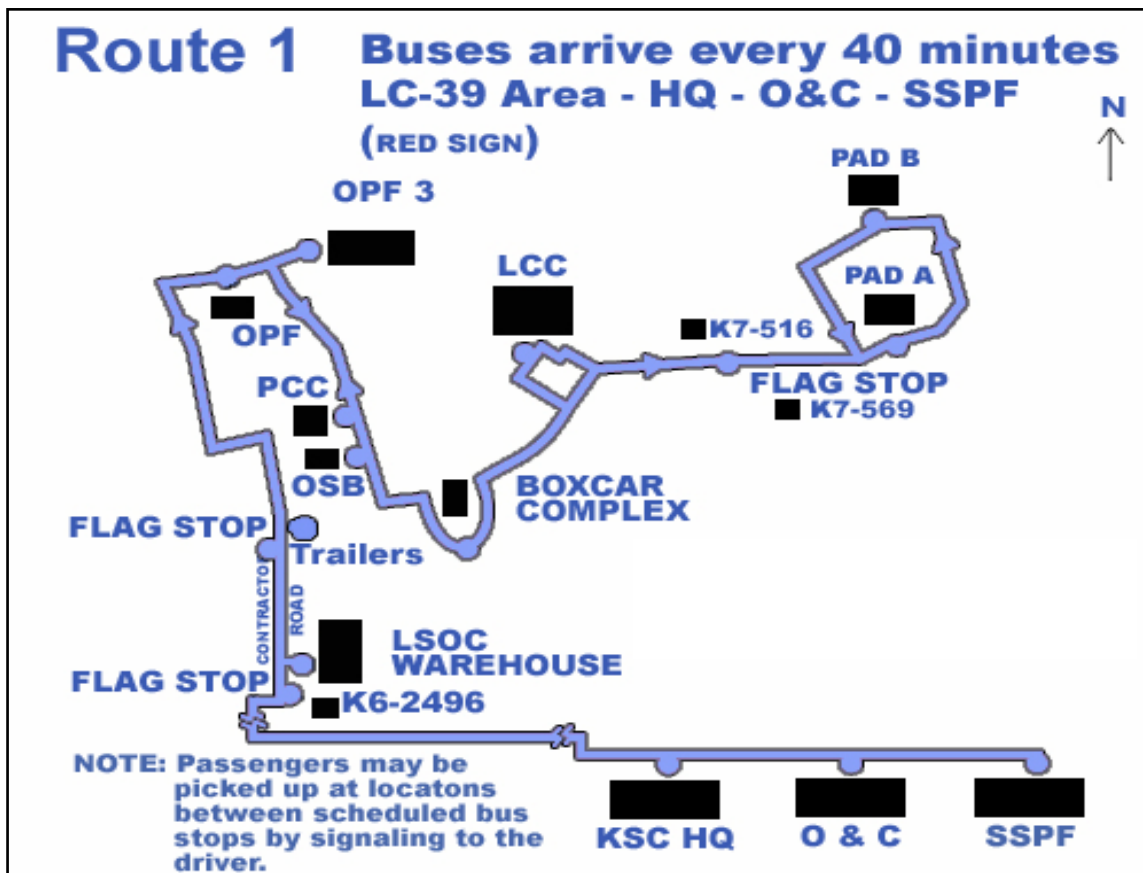 Route 1
Buses arrive every 40 minutes
LC-39 Area - HQ - O&C - SSPF
(RED SIGN)
N
PAD B
OPF 3
LCC
PAD A
K7-516
OPF
FLAG STOP
PCC
K7-569
OSB
BOXCAR
COMPLEX
FLAG STOP
Trailers
CONTRACTOR
ROAD
LSOC
WAREHOUSE
FLAG STOP
K6-2496
NOTE: Passengers may be
picked up at locatons
between scheduled bus
stops by signaling to the
driver.
KSC HQ
O & C
SSPF